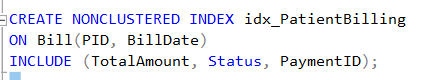 CREATE NONCLUSTERED INDEX idx_PatientBilling
ON Bill(PID, BillDate)
INCLUDE (TotalAmount, Status, PaymentID);